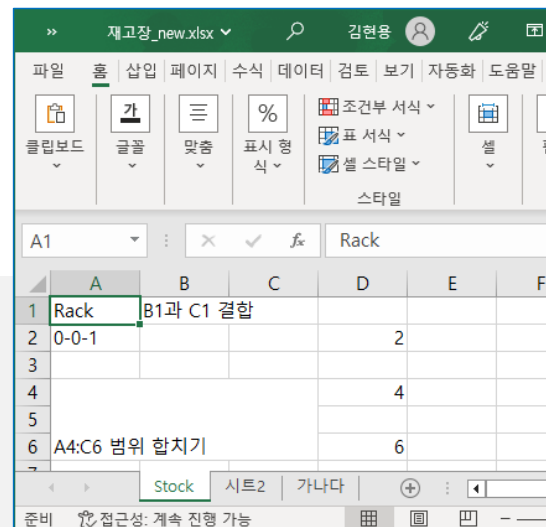 » 재고장_new.xlsx 김현용
파일 홈 삽입 페이지 수식 데이터 검토 보기 자동화 도움말
가 %
클립보드 글꼴 맞춤 표시 형식 조건부 서식 표 서식 셀 스타일 셀
스타일
A1 fx Rack
A B C D E F
1 Rack B1과 C1 결합
2 0-0-1 2
3
4 4
5
6 A4:C6 범위 합치기 6
Stock 시트2 가나다
준비 접근성: 계속 진행 가능